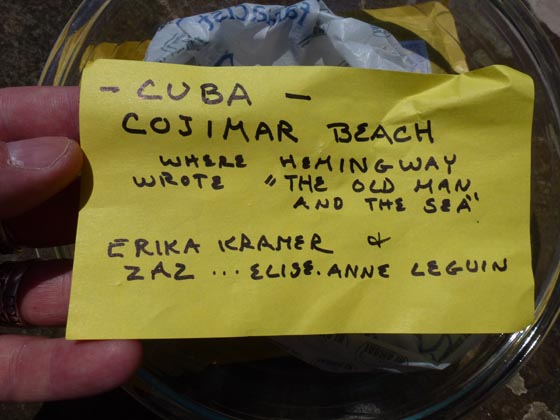 - CUBA -
COJIMAR BEACH
WHERE HEMINGWAY
WROTE "THE OLD MAN
AND THE SEA"
ERIKA KRAMER &
ZAZ ... ELISE.ANNE LEGUIN